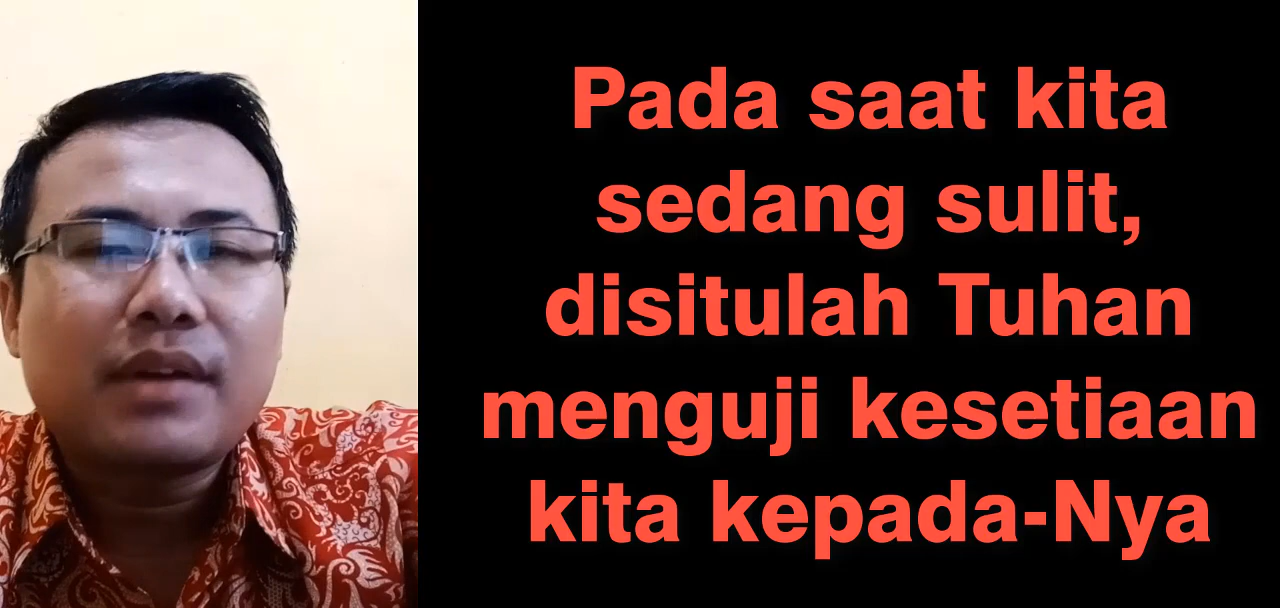 Pada saat kita
sedang sulit,
disitulah Tuhan
menguji kesetiaan
kita kepada-Nya